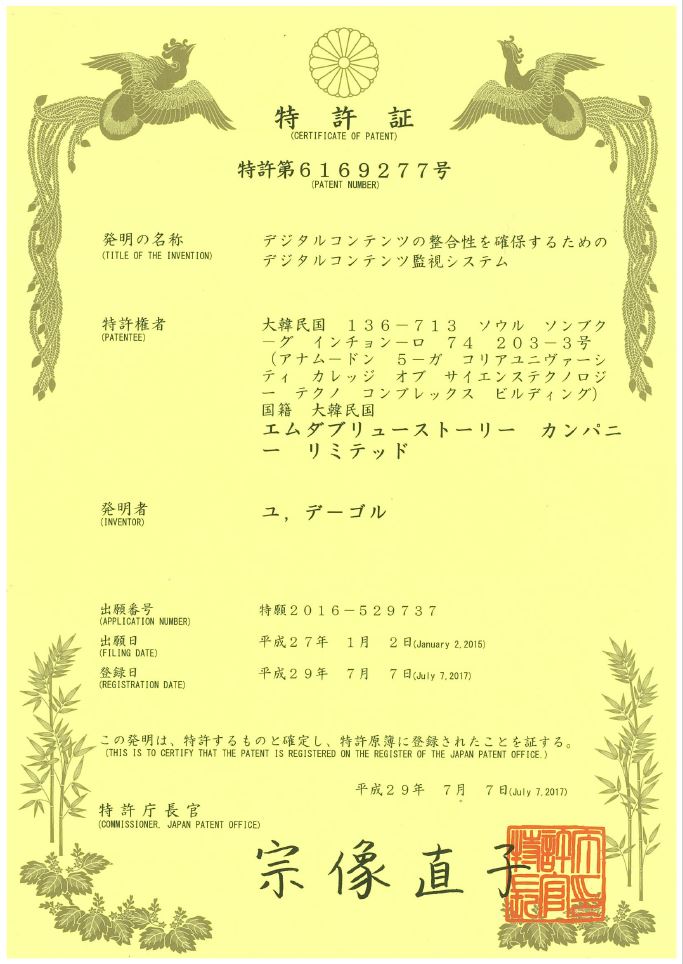 特許証
(CERTIFICATE OF PATENT)
特許第6169277号
(PATENT NUMBER)
発明の名称
(TITLE OF THE INVENTION)
デジタルコンテンツの整合性を確保するための
デジタルコンテンツ監視システム
特許権者
(PATENTEE)
大韓民国 136-713 ソウル ソンブク
-グ インチョン-ロ 74 203-3号
(アナム-ドン 5-ガ コリアユニヴァーシ
ティ カレッジ オブ サイエンステクノロジ
ー テクノ コンプレックス ビルディング)
国籍 大韓民国
エムダブリューストーリー カンパニ
ー リミテッド
発明者
(INVENTOR)
ユ, デーゴル
出願番号
(APPLICATION NUMBER)
特願2016-529737
出願日
(FILING DATE)
平成27年 1月 2日(January 2,2015)
登録日
(REGISTRATION DATE)
平成29年 7月 7日(July 7,2017)
この発明は、特許するものと確定し、特許原簿に登録されたことを証する。
(THIS IS TO CERTIFY THAT THE PATENT IS REGISTERED ON THE REGISTER OF THE JAPAN PATENT OFFICE.)
平成29年 7月 7日(July 7,2017)
特許庁長官
(COMMISSIONER, JAPAN PATENT OFFICE)
宗像直子